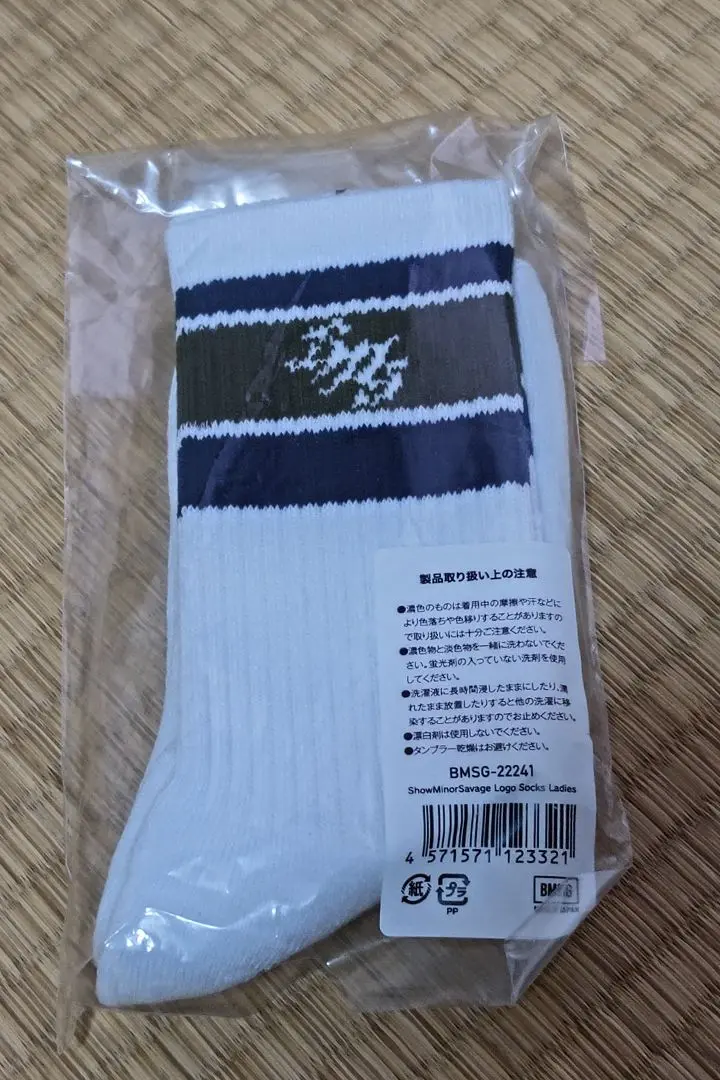 製品取り扱い上の注意
●濃色のものは着用中の摩擦や汗などに
より色落ちや色移りすることがありますの
で取り扱いには十分ご注意ください。
●濃色物と淡色物を一緒に洗わないでくだ
さい。蛍光剤の入っていない洗剤を使用
してください。
●洗濯液に長時間浸したままにしたり、濡
れたまま放置したりすると他の洗濯に移
染することがありますのでお止めください。
●漂白剤は使用しないでください。
●タンブラー乾燥はお避けください。
BMSG-22241
ShowMinorSavage Logo Socks Ladies
4 571571 123321
紙 プラ BMSG
PP MADE IN JAPAN